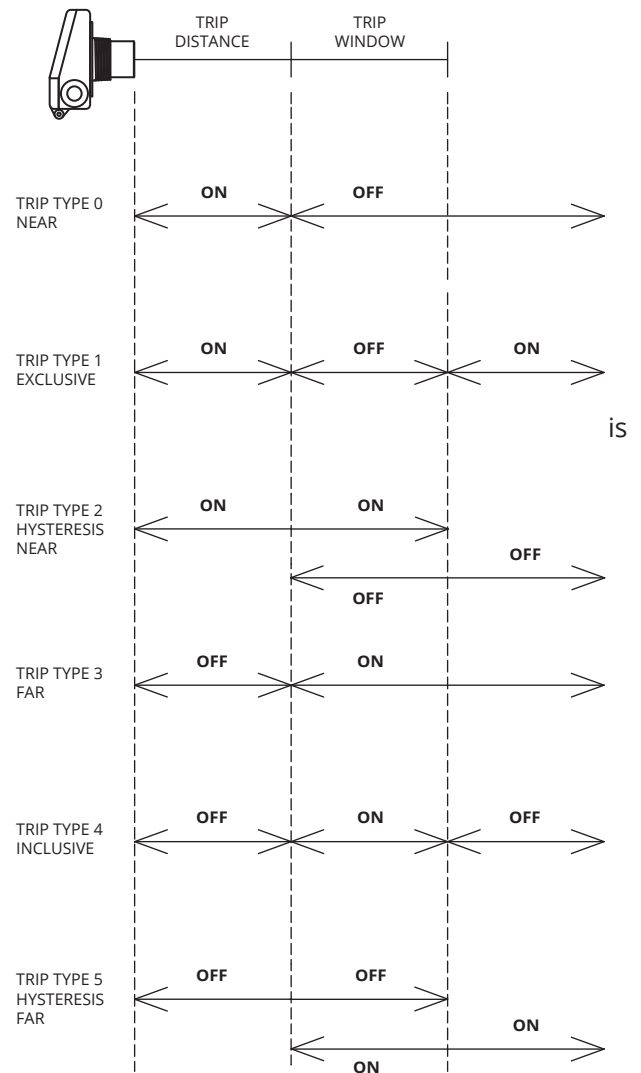 TRIP
DISTANCE
TRIP
WINDOW
TRIP TYPE 0
NEAR
ON
OFF
TRIP TYPE 1
EXCLUSIVE
ON
OFF
ON
is
TRIP TYPE 2
HYSTERESIS
NEAR
ON
ON
OFF
OFF
TRIP TYPE 3
FAR
OFF
ON
TRIP TYPE 4
INCLUSIVE
OFF
ON
OFF
TRIP TYPE 5
HYSTERESIS
FAR
OFF
OFF
ON
ON